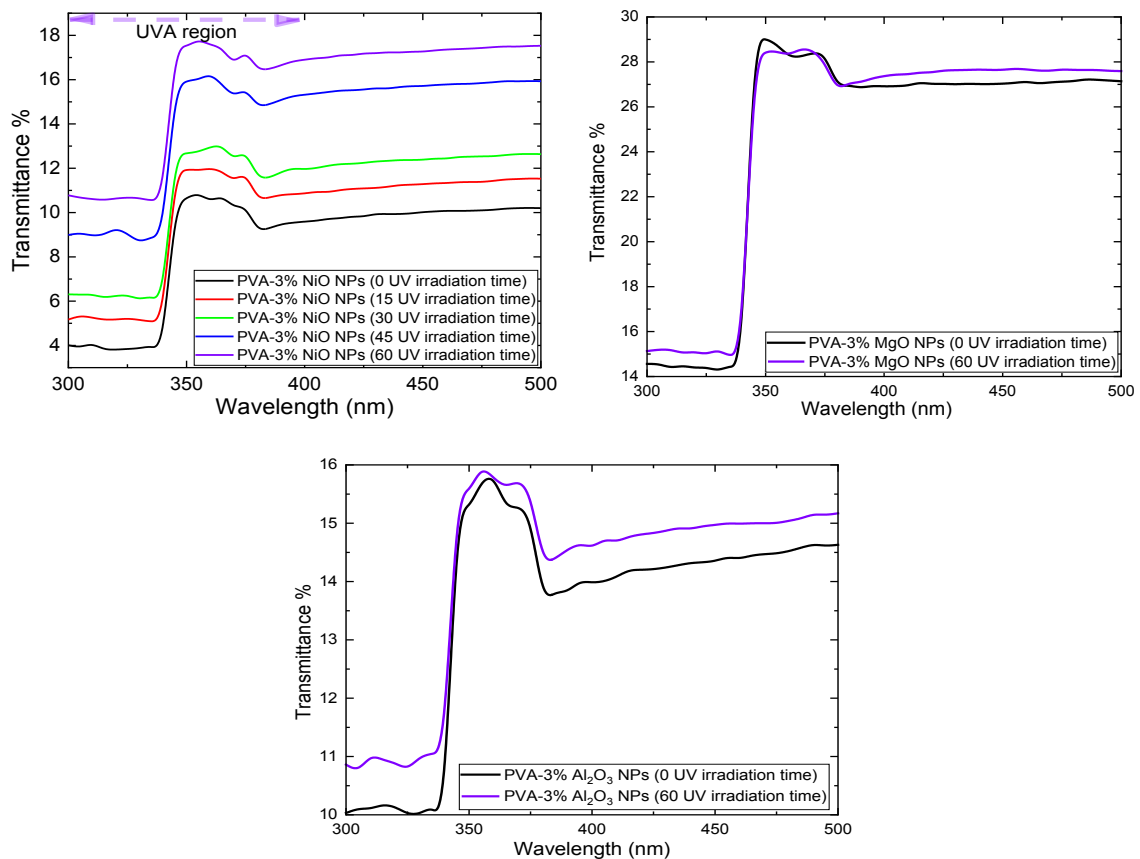 UVA region
18
16
14
12
10
8
6
4
Transmittance %
PVA-3% NiO NPs (0 UV irradiation time)
PVA-3% NiO NPs (15 UV irradiation time)
PVA-3% NiO NPs (30 UV irradiation time)
PVA-3% NiO NPs (45 UV irradiation time)
PVA-3% NiO NPs (60 UV irradiation time)
300 350 400 450 500
Wavelength (nm)
30
28
26
24
22
20
18
16
14
Transmittance %
PVA-3% MgO NPs (0 UV irradiation time)
PVA-3% MgO NPs (60 UV irradiation time)
300 350 400 450 500
Wavelength (nm)
16
15
14
13
12
11
10
Transmittance %
PVA-3% Al₂O₃ NPs (0 UV irradiation time)
PVA-3% Al₂O₃ NPs (60 UV irradiation time)
300 350 400 450 500
Wavelength (nm)